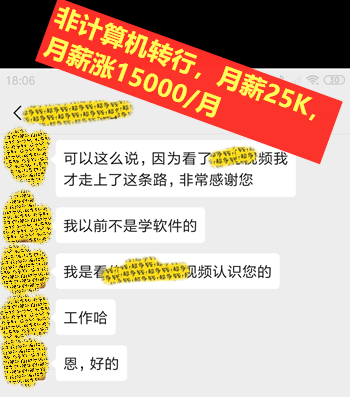 非计算机转行，月薪25K，
月薪涨15000/月
18:06
可以这么说，因为看了 视频我
才走上了这条路，非常感谢您
我以前不是学软件的
我是看 视频认识您的
工作哈
恩，好的